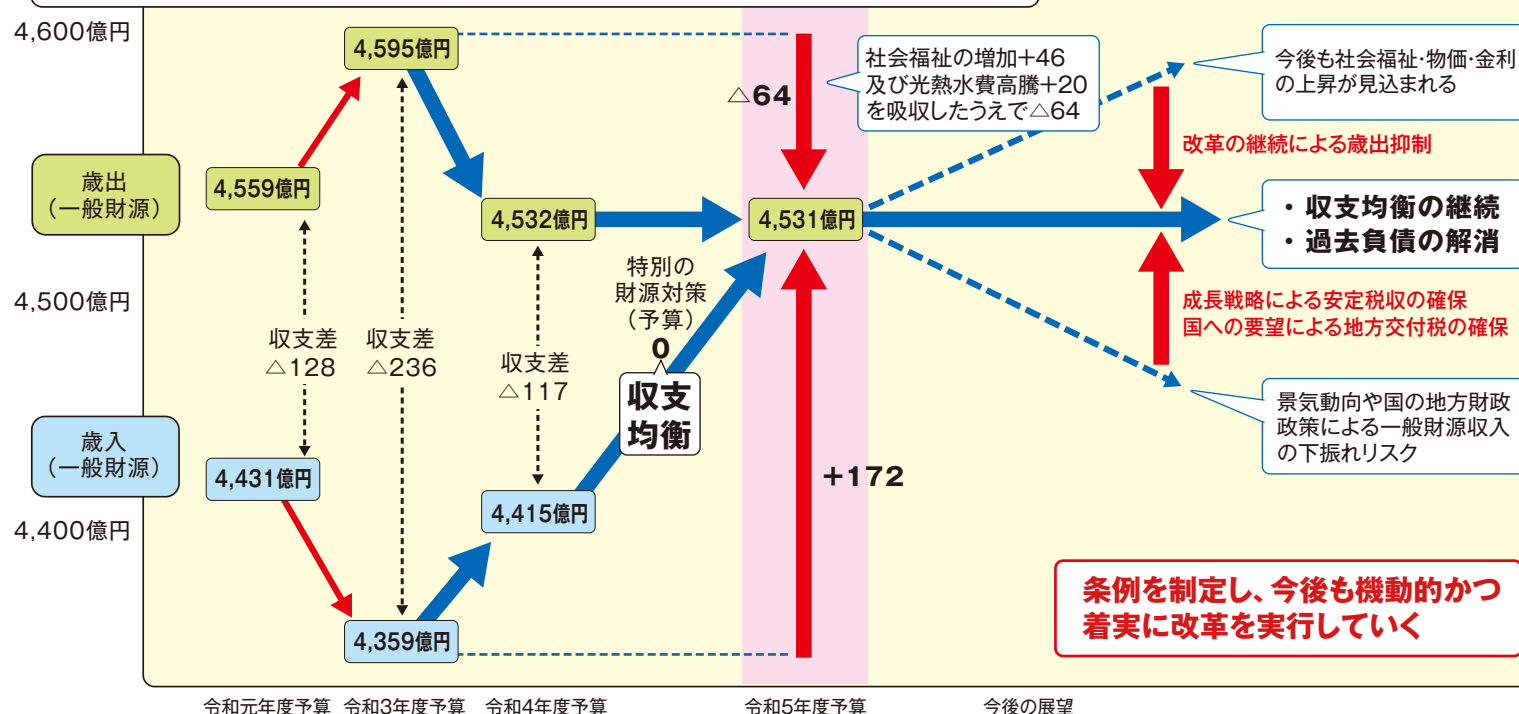 4,600億円
4,500億円
4,400億円
歳出
（一般財源）
歳入
（一般財源）
4,559億円
4,595億円
4,532億円
4,531億円
4,431億円
4,359億円
4,415億円
収支差
△128
収支差
△236
収支差
△117
特別の
財源対策
（予算）
0
収支
均衡
△64
+172
社会福祉の増加+46
及び光熱水費高騰+20
を吸収したうえで△64
今後も社会福祉・物価・金利
の上昇が見込まれる
改革の継続による歳出抑制
・収支均衡の継続
・過去負債の解消
成長戦略による安定税収の確保
国への要望による地方交付税の確保
景気動向や国の地方財政
政策による一般財源収入
の下振れリスク
条例を制定し、今後も機動的かつ
着実に改革を実行していく
令和元年度予算
令和3年度予算
令和4年度予算
令和5年度予算
今後の展望